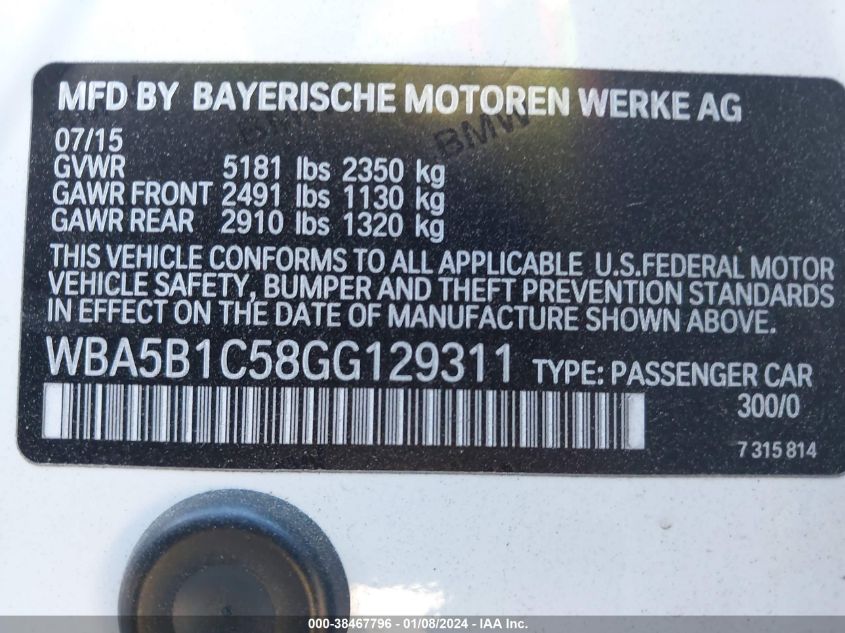 MFD BY BAYERISCHE MOTOREN WERKE AG
07/15
GVWR 5181 lbs 2350 kg
GAWR FRONT 2491 lbs 1130 kg
GAWR REAR 2910 lbs 1320 kg
THIS VEHICLE CONFORMS TO ALL APPLICABLE U.S.FEDERAL MOTOR
VEHICLE SAFETY, BUMPER AND THEFT PREVENTION STANDARDS
IN EFFECT ON THE DATE OF MANUFACTURE SHOWN ABOVE.
WBA5B1C58GG129311 TYPE: PASSENGER CAR
300/0
7 315 814
BMW
BMW
000-38467796 - 01/08/2024 - IAA Inc.